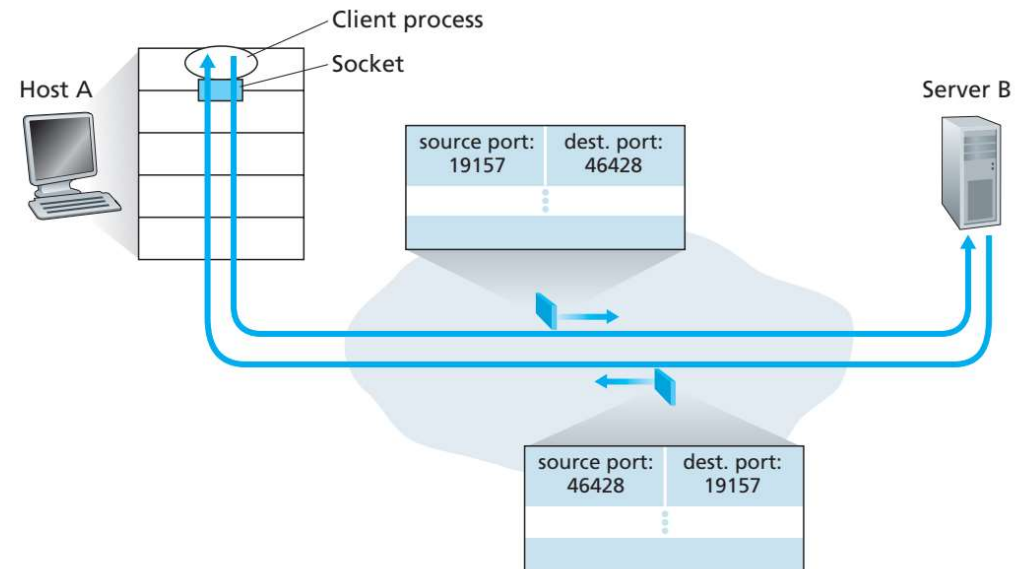 Client process
Socket
Host A
Server B
source port: dest. port:
19157 46428
source port: dest. port:
46428 19157